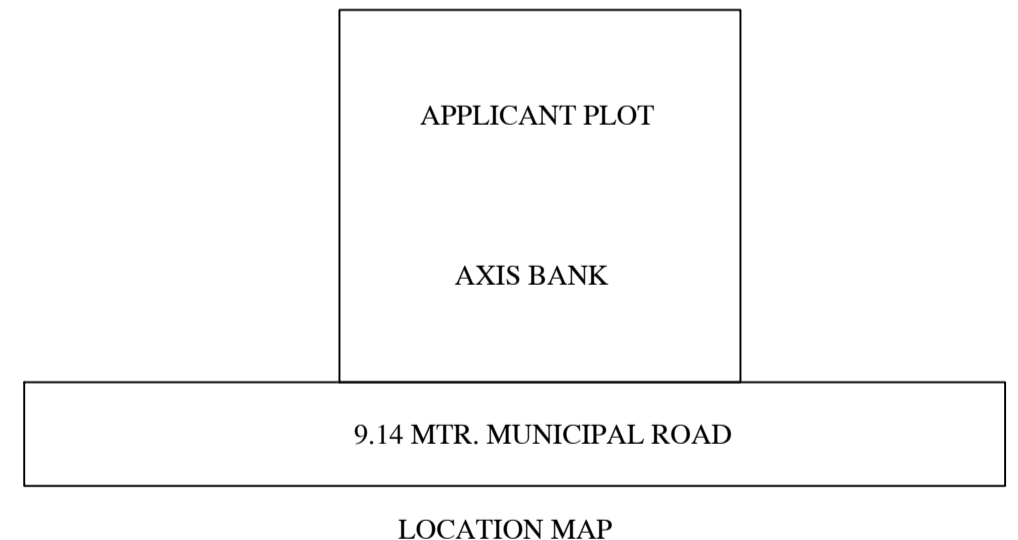 APPLICANT PLOT
AXIS BANK
9.14 MTR. MUNICIPAL ROAD
LOCATION MAP